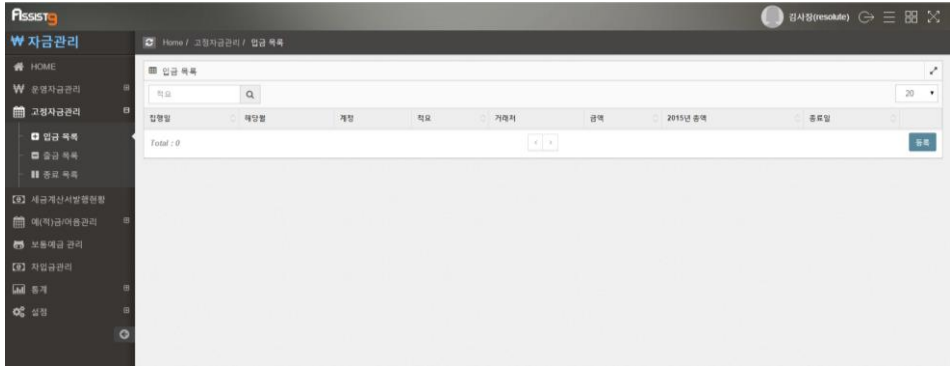 Assist9
김사장(resolute)
₩ 자금관리
Home / 고정자금관리 / 입금 목록
HOME
운영자금관리
고정자금관리
입금 목록
출금 목록
종료 목록
세금계산서발행현황
예(적)금/어음관리
보통예금 관리
차입금관리
통계
설정
입금 목록
적요
20
집행일 해당월 계정 적요 거래처 금액 2015년 총액 종료일
Total : 0
등록